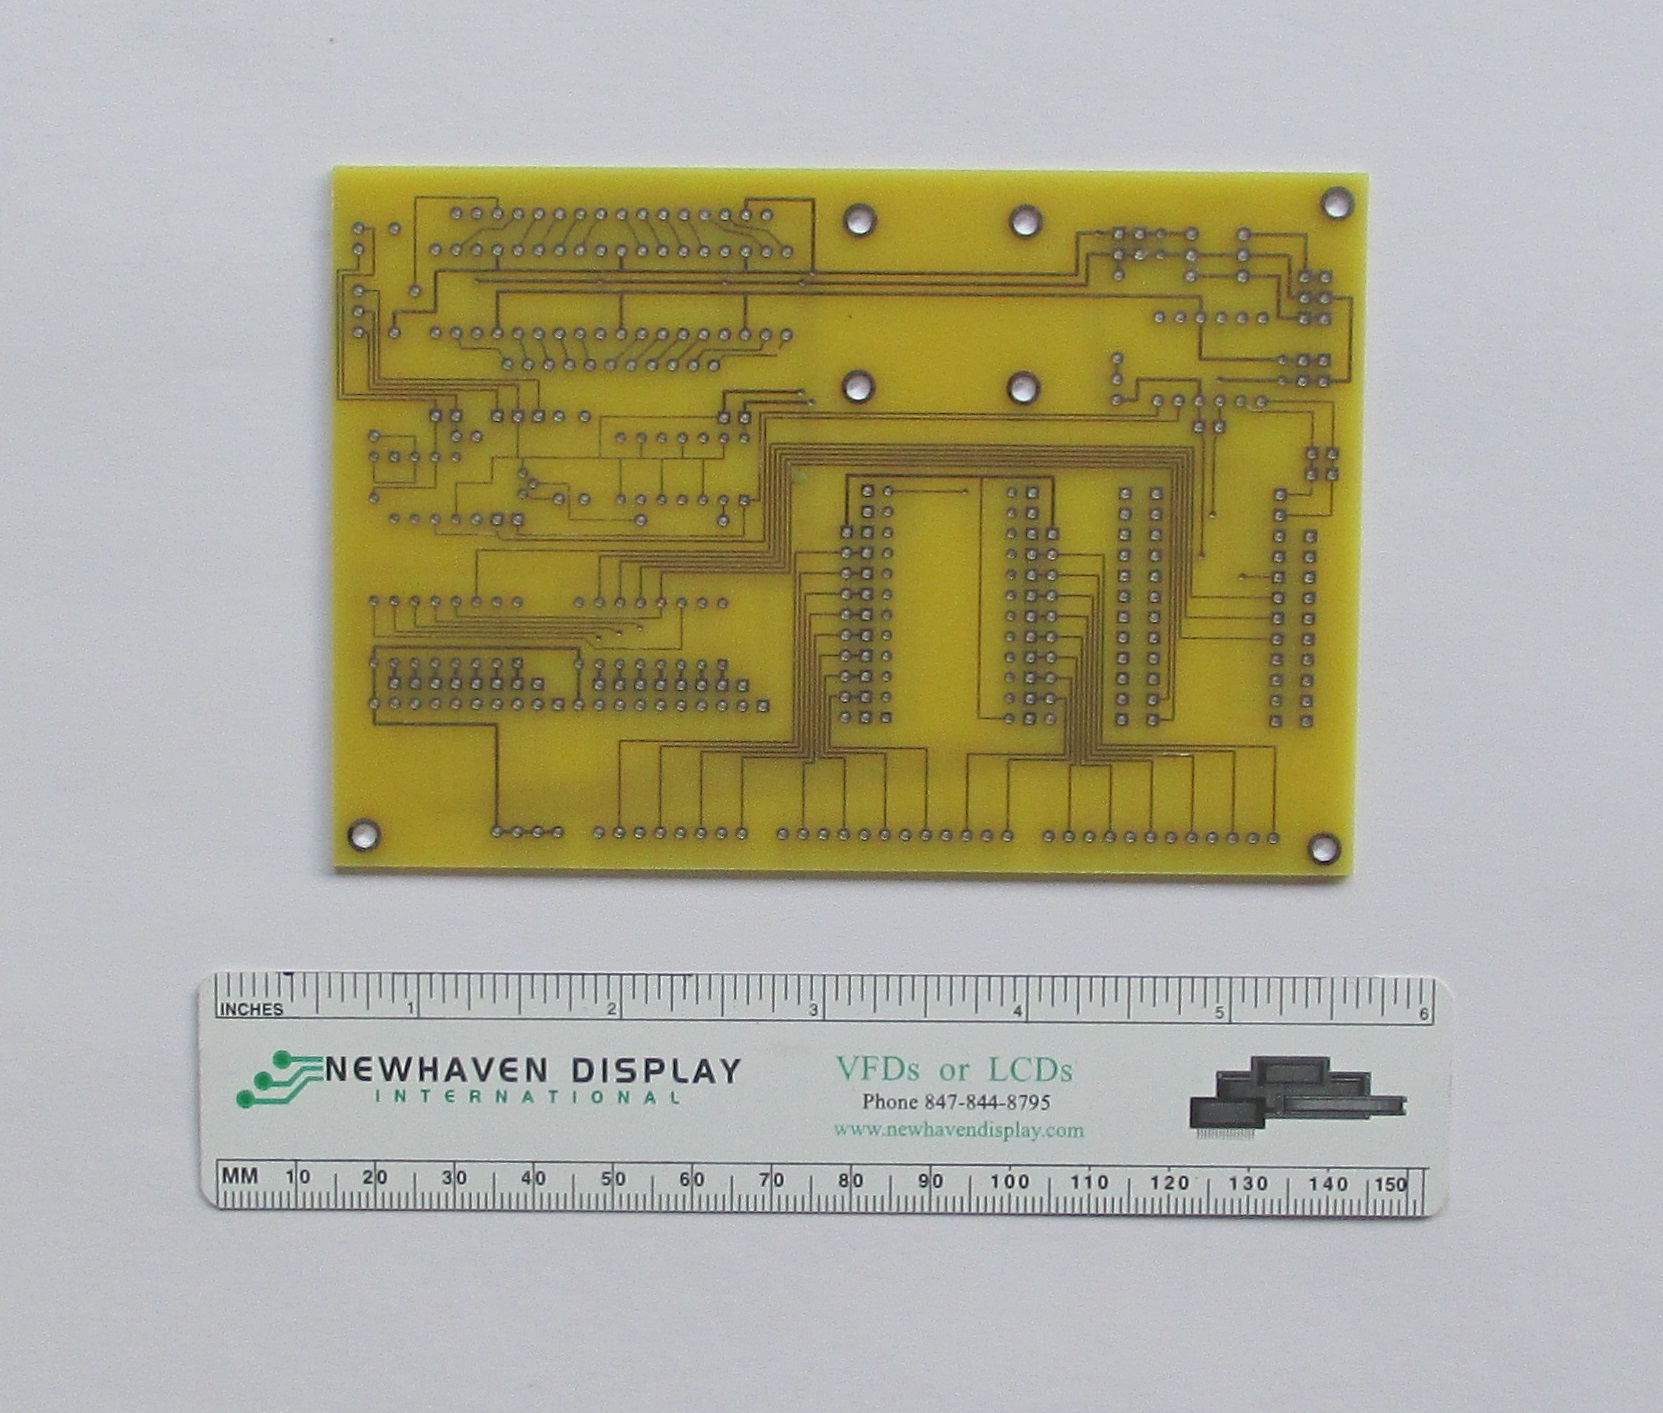 1 2 3 4 5 6
INCHES
NEWHAVEN DISPLAY
INTERNATIONAL
VFDs or LCDs
Phone 847-844-8795
www.newhavendisplay.com
MM 10 20 30 40 50 60 70 80 90 100 110 120 130 140 150